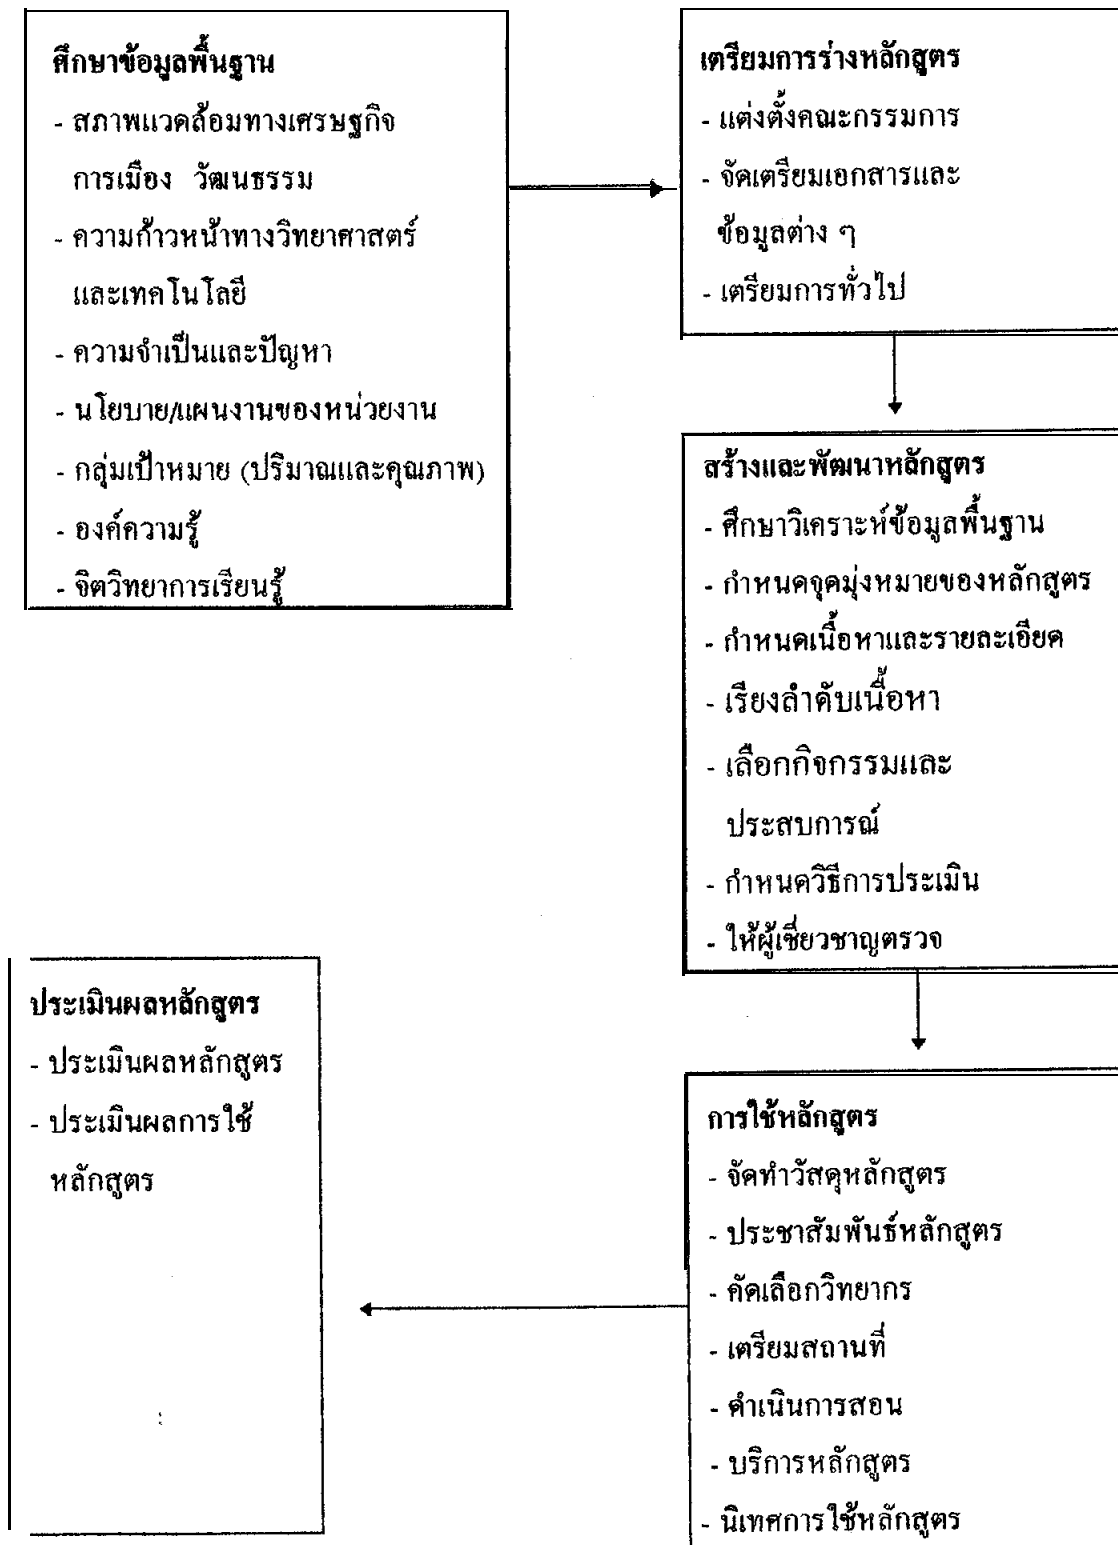 ศึกษาข้อมูลพื้นฐาน
- สภาพแวดล้อมทางเศรษฐกิจ
การเมือง วัฒนธรรม
- ความก้าวหน้าทางวิทยาศาสตร์
และเทคโนโลยี
- ความจำเป็นและปัญหา
- นโยบาย/แผนงานของหน่วยงาน
- กลุ่มเป้าหมาย (ปริมาณและคุณภาพ)
- องค์ความรู้
- จิตวิทยาการเรียนรู้
เตรียมการร่างหลักสูตร
- แต่งตั้งคณะกรรมการ
- จัดเตรียมเอกสารและ
ข้อมูลต่าง ๆ
- เตรียมการทั่วไป
สร้างและพัฒนาหลักสูตร
- ศึกษาวิเคราะห์ข้อมูลพื้นฐาน
- กำหนดจุดมุ่งหมายของหลักสูตร
- กำหนดเนื้อหาและรายละเอียด
- เรียงลำดับเนื้อหา
- เลือกกิจกรรมและ
ประสบการณ์
- กำหนดวิธีการประเมิน
- ให้ผู้เชี่ยวชาญตรวจ
การใช้หลักสูตร
- จัดทำวัสดุหลักสูตร
- ประชาสัมพันธ์หลักสูตร
- คัดเลือกวิทยากร
- เตรียมสถานที่
- ดำเนินการสอน
- บริการหลักสูตร
- นิเทศการใช้หลักสูตร
ประเมินผลหลักสูตร
- ประเมินผลหลักสูตร
- ประเมินผลการใช้
หลักสูตร